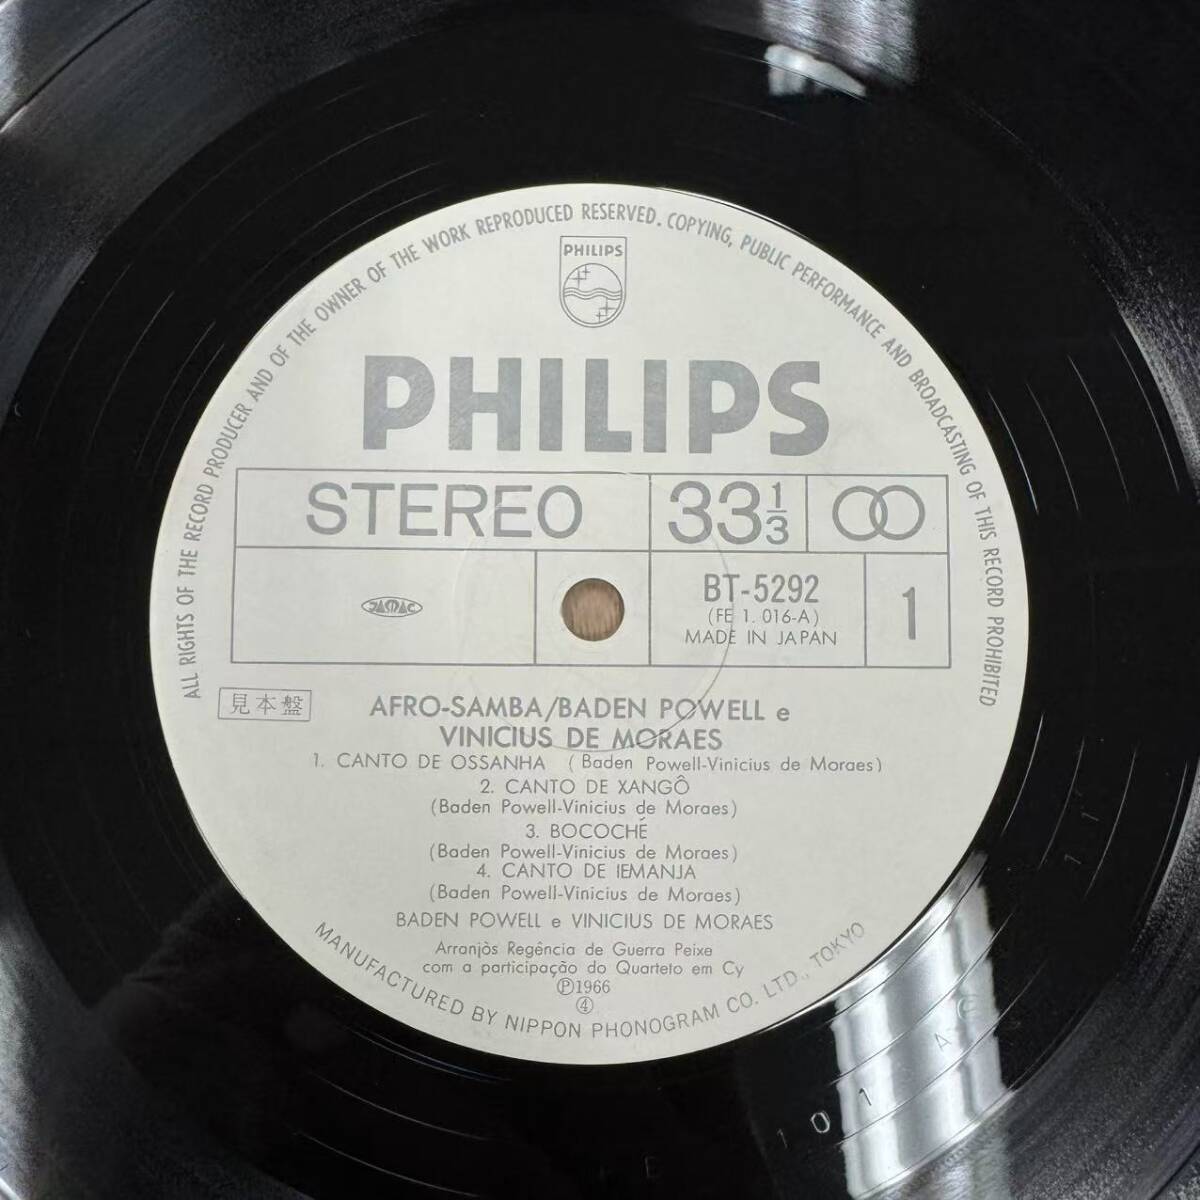 ALL RIGHTS OF THE RECORD PRODUCER AND OF THE OWNER OF THE WORK REPRODUCED RESERVED. COPYING, PUBLIC PERFORMANCE AND BROADCASTING OF THIS RECORD PROHIBITED
PHILIPS
PHILIPS
STEREO
33 1/3
JASRAC
BT-5292
(FE 1. 016-A)
MADE IN JAPAN
1
見本盤
AFRO-SAMBA/BADEN POWELL e
VINICIUS DE MORAES
1. CANTO DE OSSANHA (Baden Powell-Vinicius de Moraes)
2. CANTO DE XANGÔ
(Baden Powell-Vinicius de Moraes)
3. BOCOCHÉ
(Baden Powell-Vinicius de Moraes)
4. CANTO DE IEMANJA
(Baden Powell-Vinicius de Moraes)
BADEN POWELL e VINICIUS DE MORAES
Arranjòs Regência de Guerra Peixe
com a participação do Quarteto em Cy
Ⓟ1966
④
MANUFACTURED BY NIPPON PHONOGRAM CO. LTD., TOKYO